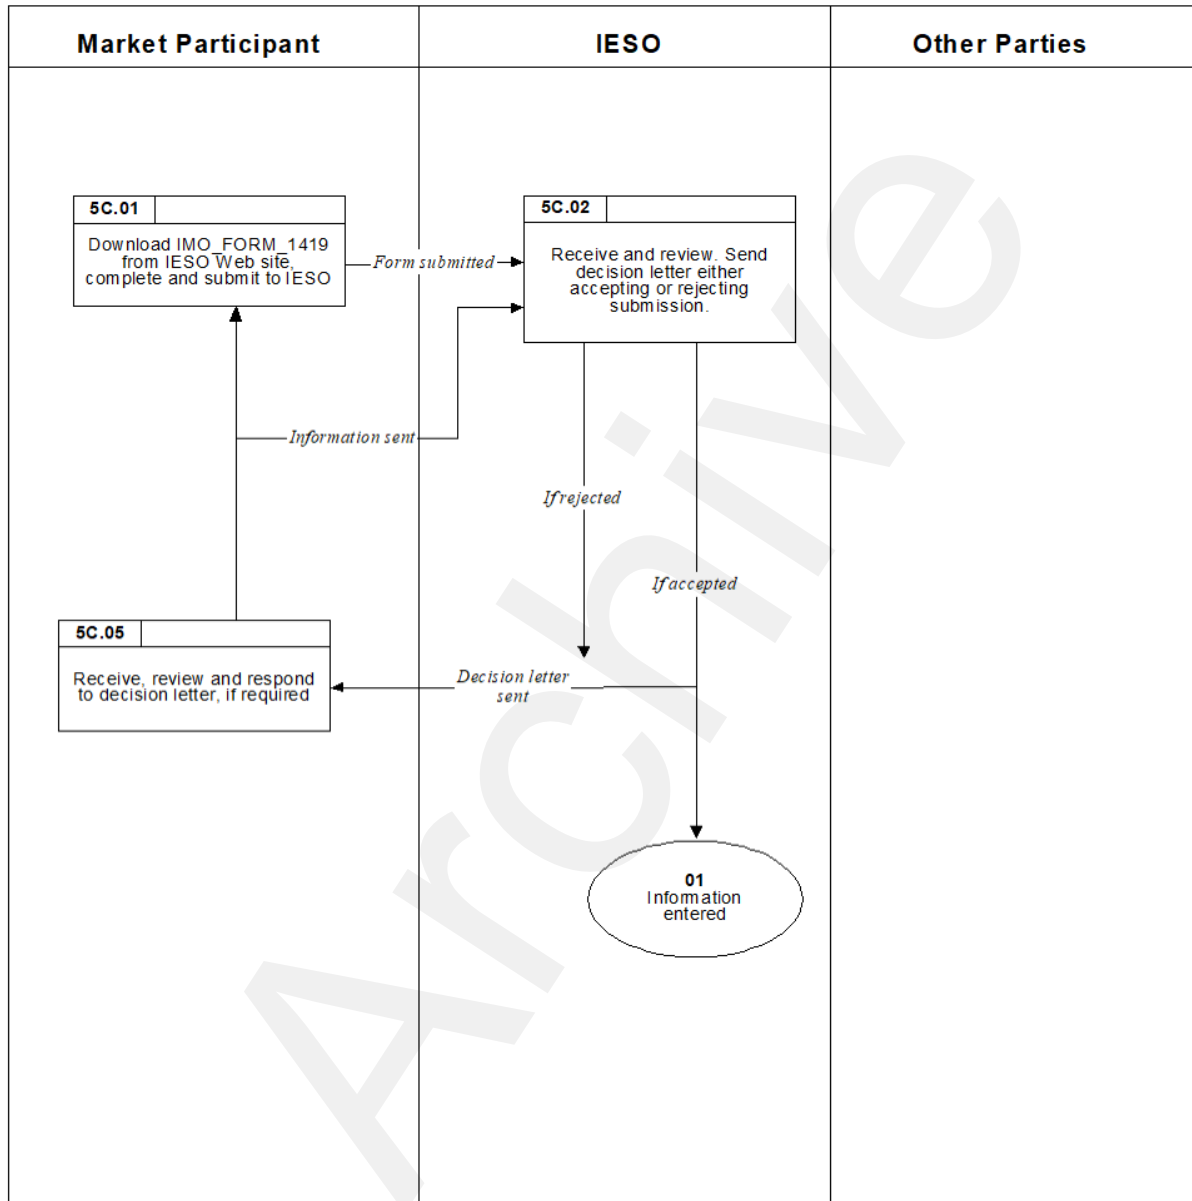 Market Participant
IESO
Other Parties
5C.01
Download IMO_FORM_1419
from IESO Web site,
complete and submit to IESO
Form submitted
5C.02
Receive and review. Send
decision letter either
accepting or rejecting
submission.
Information sent
If rejected
If accepted
5C.05
Receive, review and respond
to decision letter, if required
Decision letter
sent
01
Information
entered
Archive